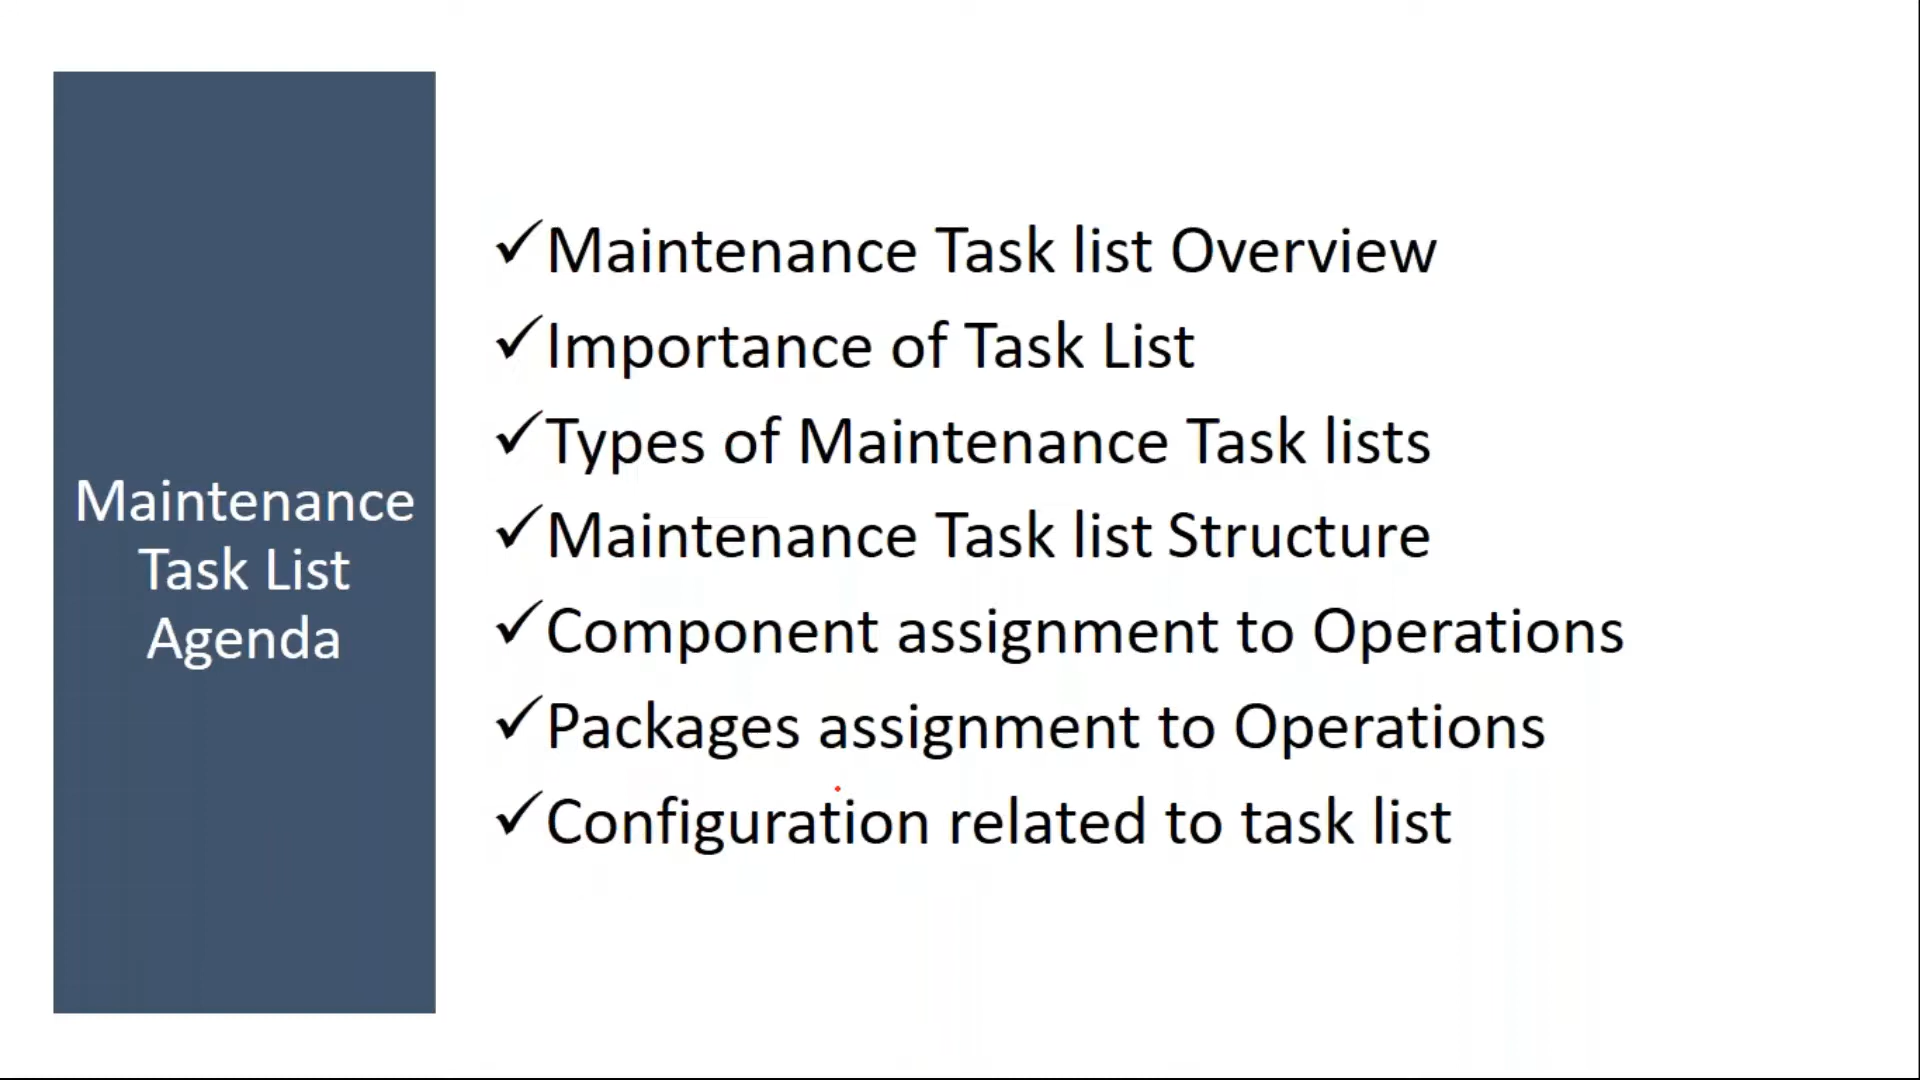 Maintenance
Task List
Agenda
✓Maintenance Task list Overview
✓Importance of Task List
✓Types of Maintenance Task lists
✓Maintenance Task list Structure
✓Component assignment to Operations
✓Packages assignment to Operations
✓Configuration related to task list